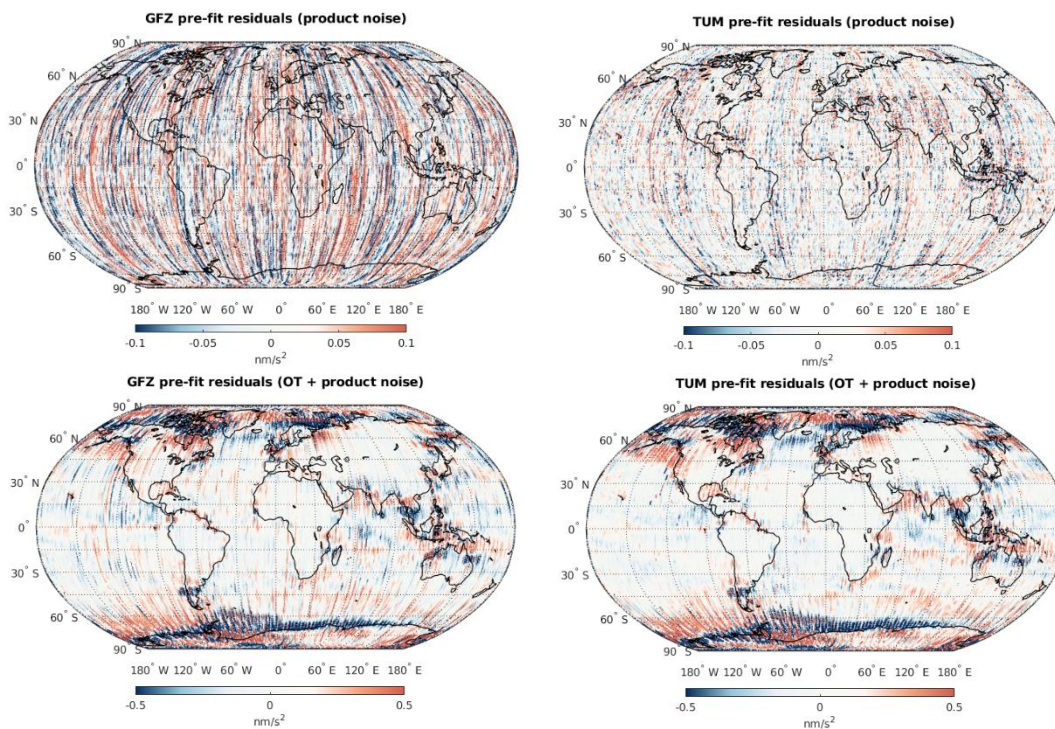 GFZ pre-fit residuals (product noise)
90° N
60° N
30° N
0°
30° S
60° S
90° S
180° W 120° W 60° W 0° 60° E 120° E 180° E
-0.1 -0.05 0 0.05 0.1
nm/s²
TUM pre-fit residuals (product noise)
90° N
60° N
30° N
0°
30° S
60° S
90° S
180° W 120° W 60° W 0° 60° E 120° E 180° E
-0.1 -0.05 0 0.05 0.1
nm/s²
GFZ pre-fit residuals (OT + product noise)
90° N
60° N
30° N
0°
30° S
60° S
90° S
180° W 120° W 60° W 0° 60° E 120° E 180° E
-0.5 0 0.5
nm/s²
TUM pre-fit residuals (OT + product noise)
90° N
60° N
30° N
0°
30° S
60° S
90° S
180° W 120° W 60° W 0° 60° E 120° E 180° E
-0.5 0 0.5
nm/s²